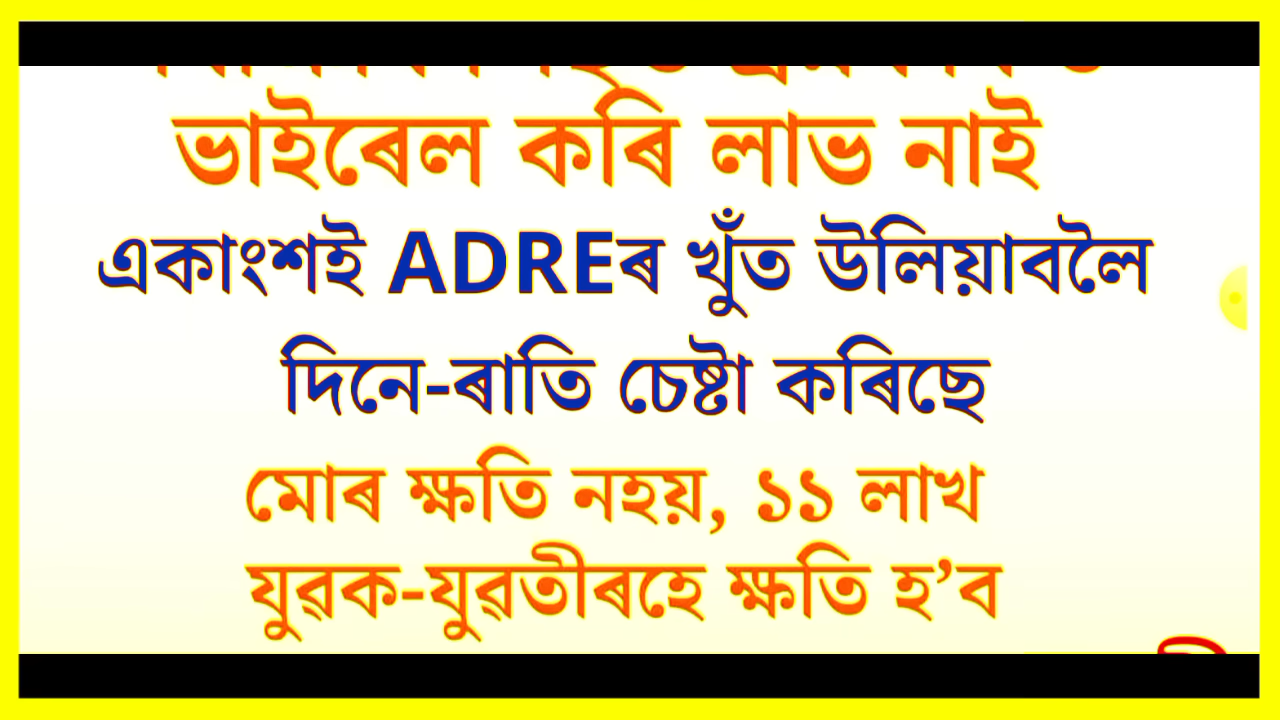 ভাইৰেল কৰি লাভ নাই
একাংশই ADREৰ খুঁত উলিয়াবলৈ
দিনে-ৰাতি চেষ্টা কৰিছে
মোৰ ক্ষতি নহয়, ১১ লাখ
যুৱক-যুৱতীৰহে ক্ষতি হ’ব